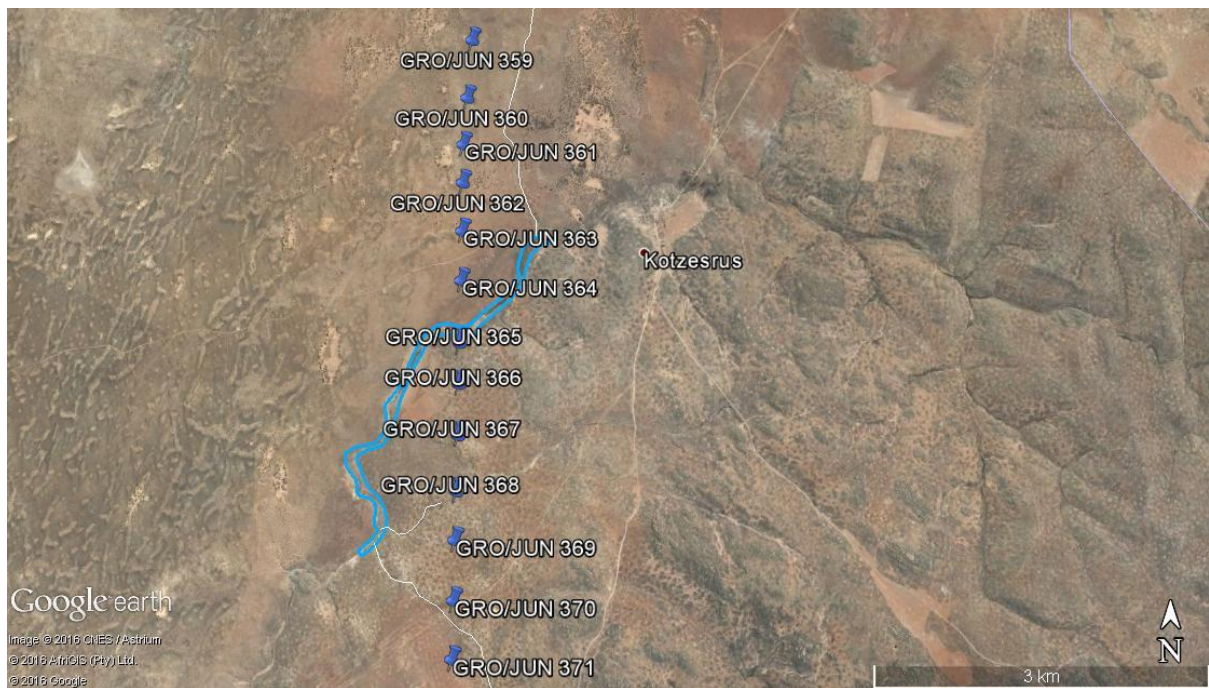 GRO/JUN 359
GRO/JUN 360
GRO/JUN 361
GRO/JUN 362
GRO/JUN 363
Kotzesrus
GRO/JUN 364
GRO/JUN 365
GRO/JUN 366
GRO/JUN 367
GRO/JUN 368
GRO/JUN 369
GRO/JUN 370
GRO/JUN 371
Google earth
Image © 2016 CNES / Astrium
© 2016 AfriGIS (Pty) Ltd.
© 2016 Google
N
3 km